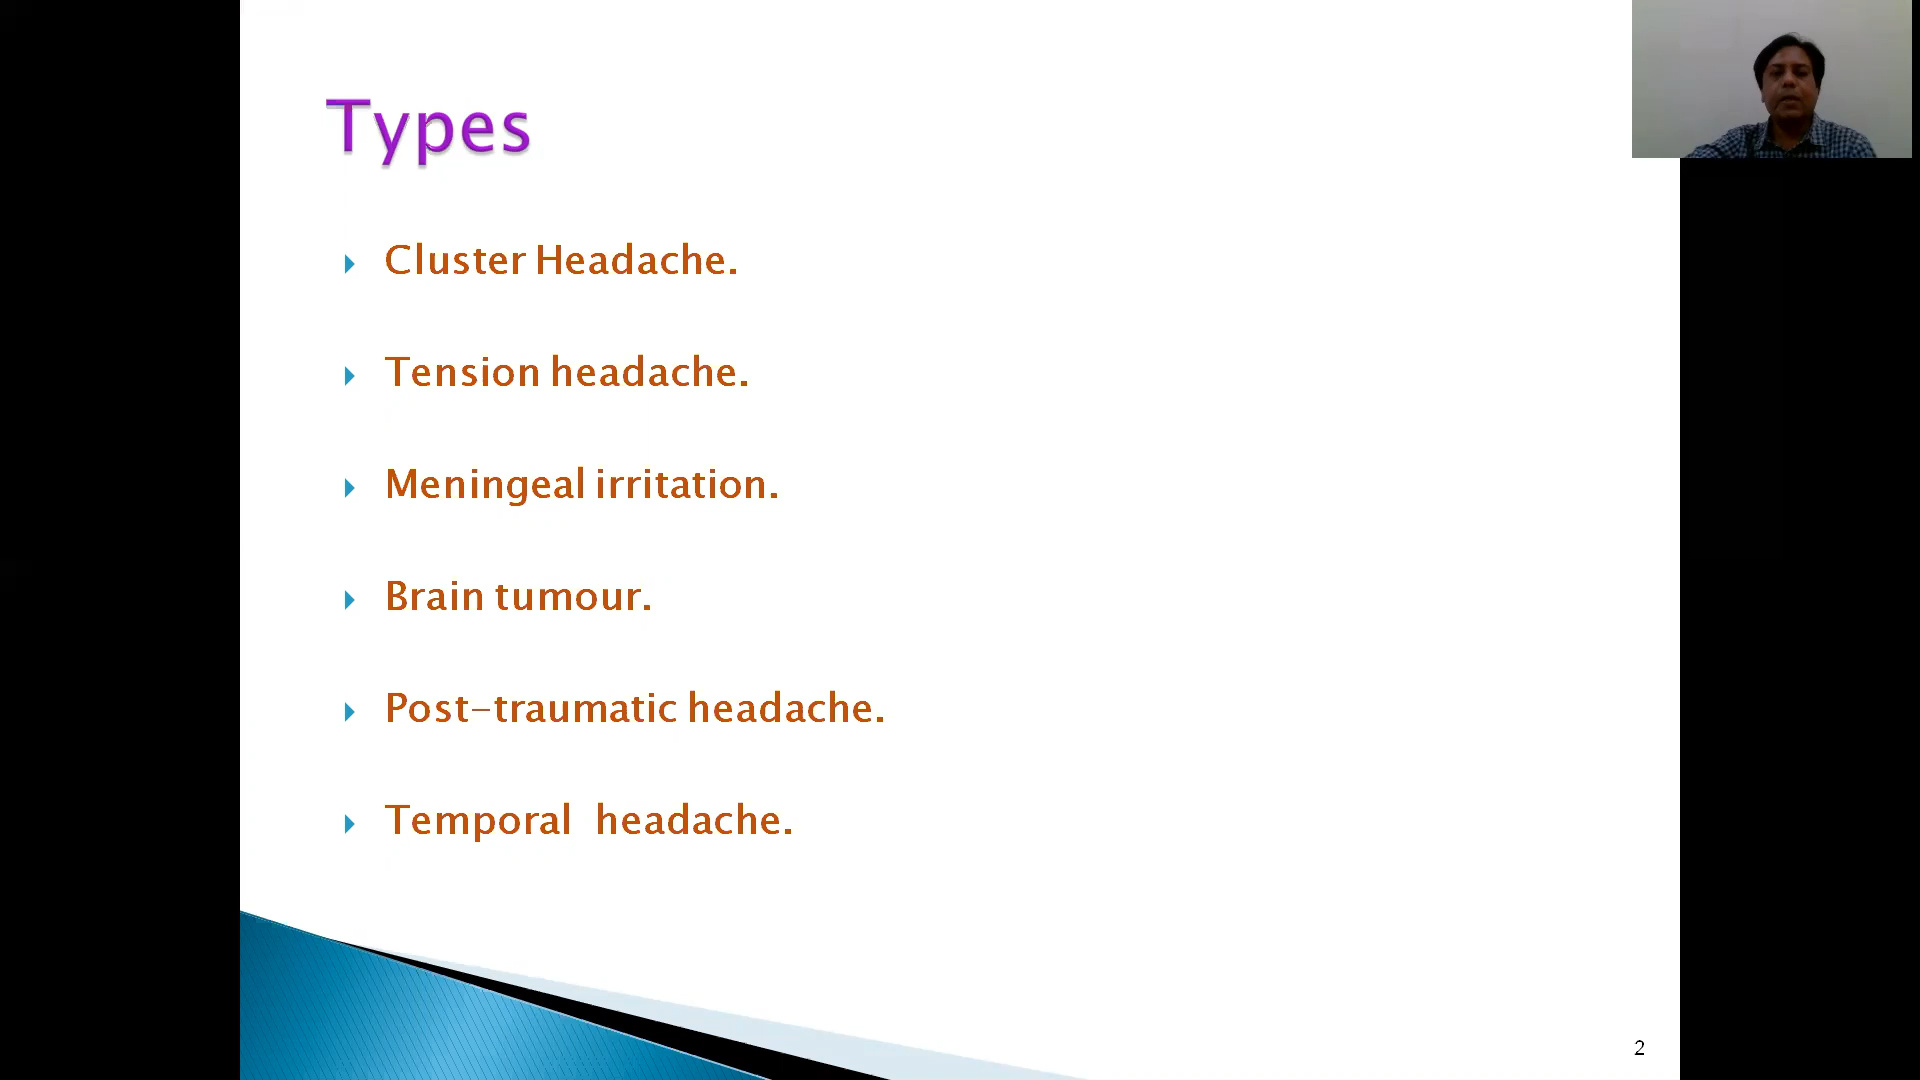 Types
Cluster Headache.
Tension headache.
Meningeal irritation.
Brain tumour.
Post-traumatic headache.
Temporal headache.
2